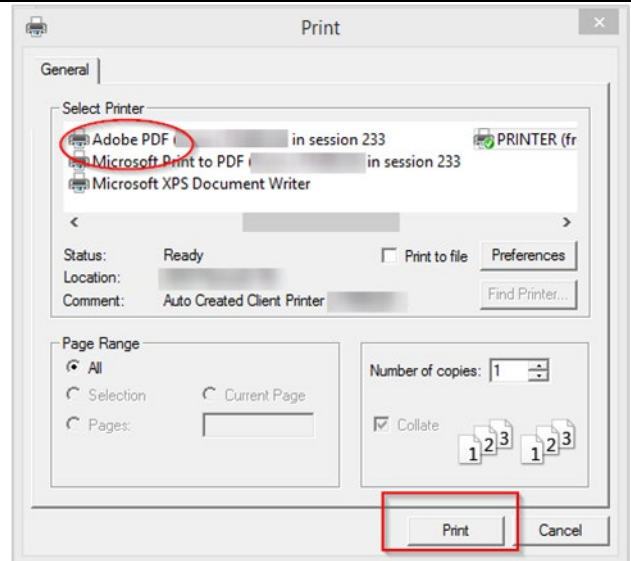 Print
General
Select Printer
Adobe PDF ( in session 233 PRINTER (fr
Microsoft Print to PDF ( in session 233
Microsoft XPS Document Writer
Status: Ready Print to file Preferences
Location: Find Printer...
Comment: Auto Created Client Printer
Page Range
All Number of copies: 1
Selection Current Page
Pages: Collate
1 2 3 1 2 3
Print Cancel